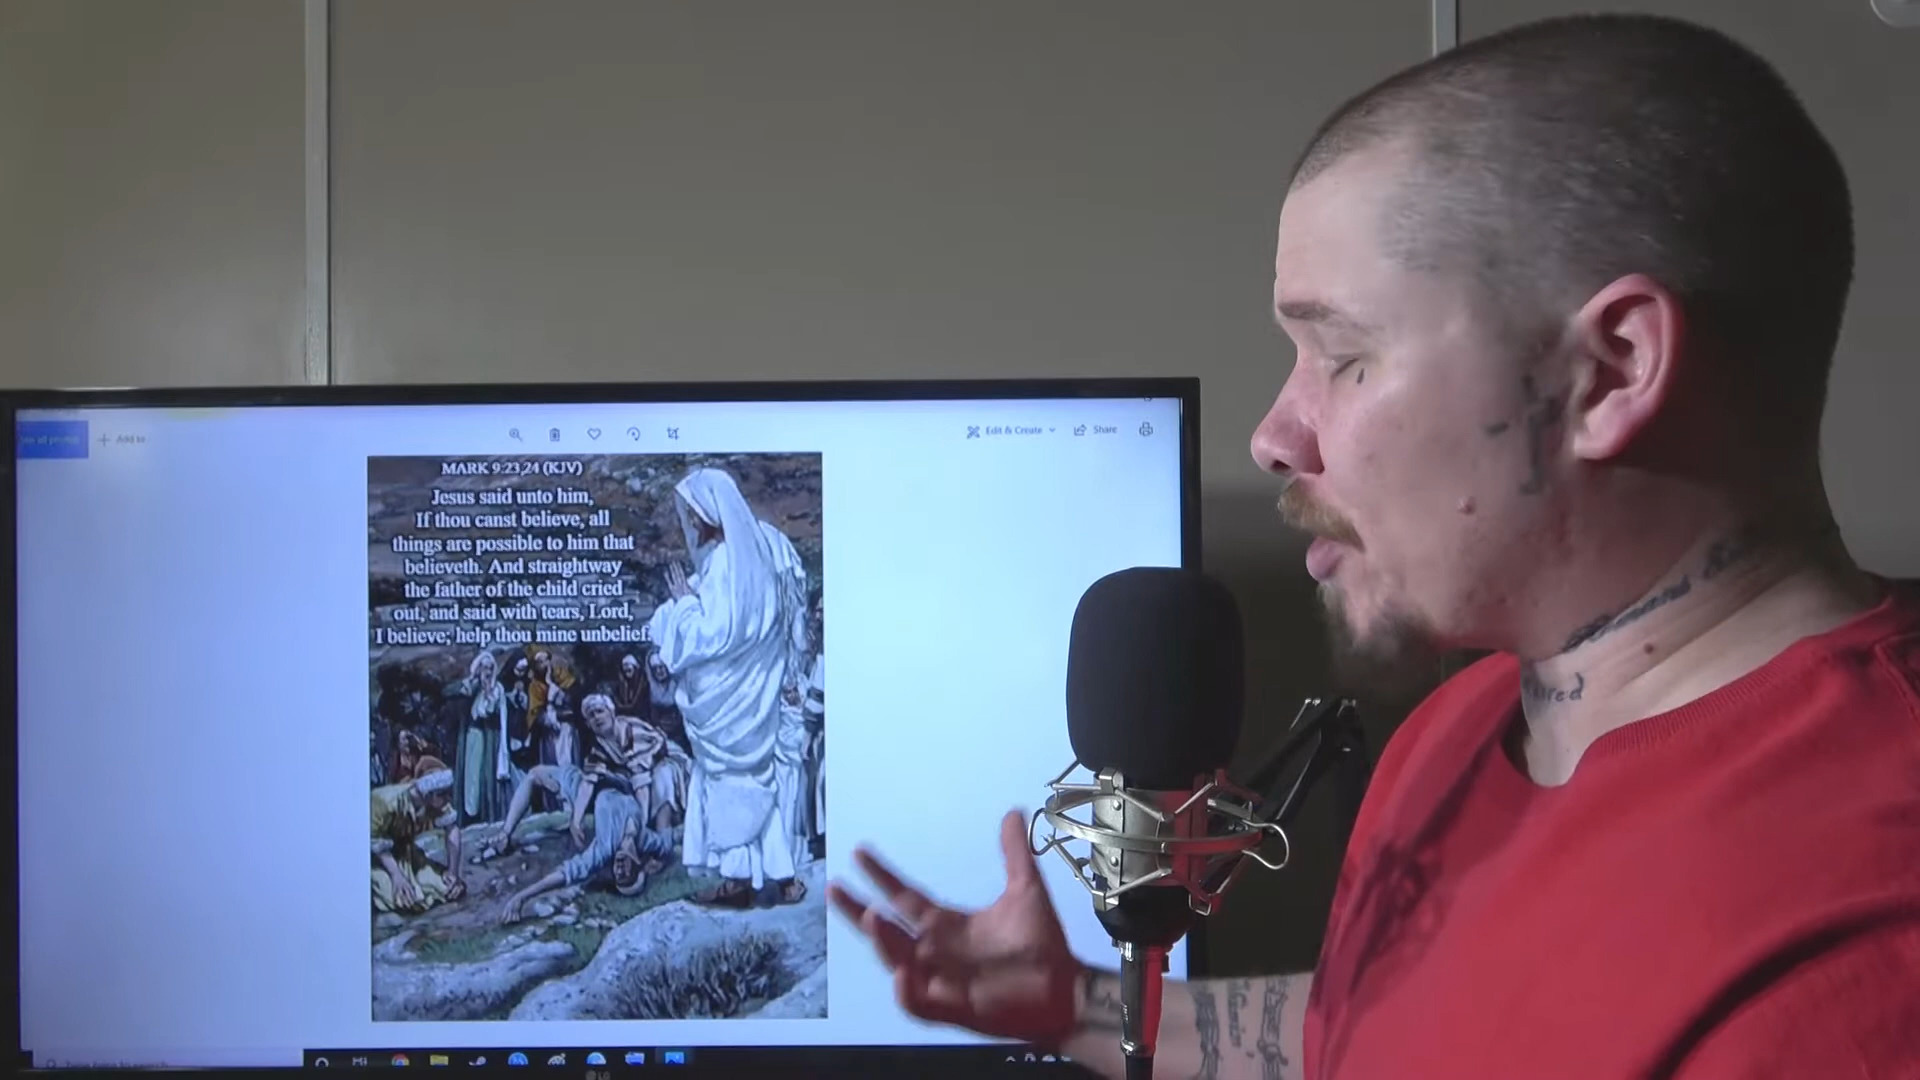 Add to
Edit & Create
Share
MARK 9:23,24 (KJV)
Jesus said unto him,
If thou canst believe, all
things are possible to him that
believeth. And straightway
the father of the child cried
out, and said with tears, Lord,
I believe; help thou mine unbelief.
LG